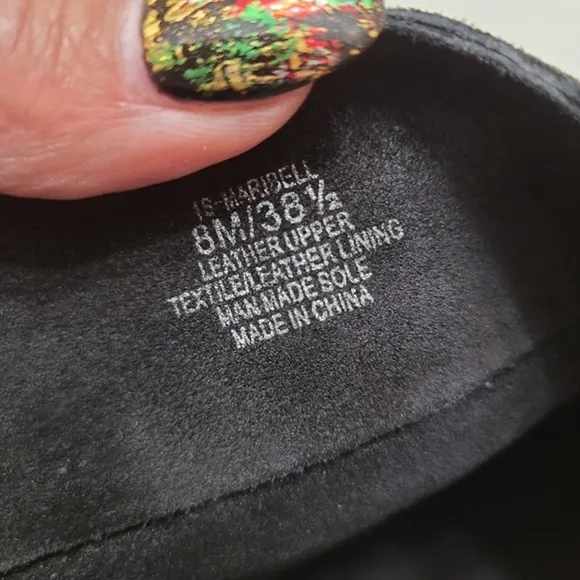 IS-MARIBELL
8M/38½
LEATHER UPPER
TEXTILE/LEATHER LINING
MAN MADE SOLE
MADE IN CHINA